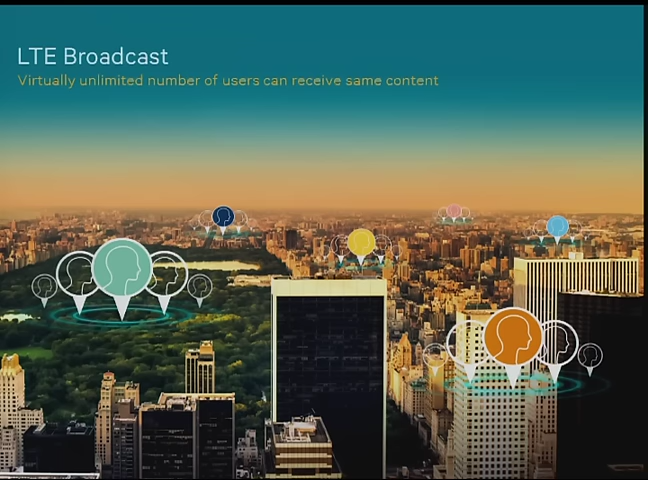 LTE Broadcast
Virtually unlimited number of users can receive same content